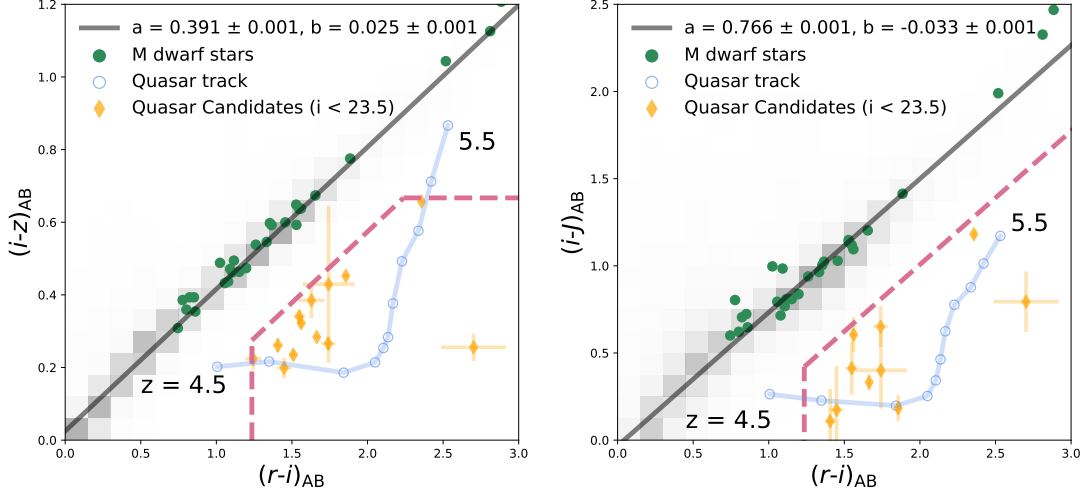 a = 0.391 ± 0.001, b = 0.025 ± 0.001
M dwarf stars
Quasar track
Quasar Candidates (i < 23.5)
5.5
z = 4.5
(i-z)AB
1.2
1.0
0.8
0.6
0.4
0.2
0.0
0.0 0.5 1.0 1.5 2.0 2.5 3.0
(r-i)AB
a = 0.766 ± 0.001, b = -0.033 ± 0.001
M dwarf stars
Quasar track
Quasar Candidates (i < 23.5)
5.5
z = 4.5
(i-J)AB
2.5
2.0
1.5
1.0
0.5
0.0
0.0 0.5 1.0 1.5 2.0 2.5 3.0
(r-i)AB